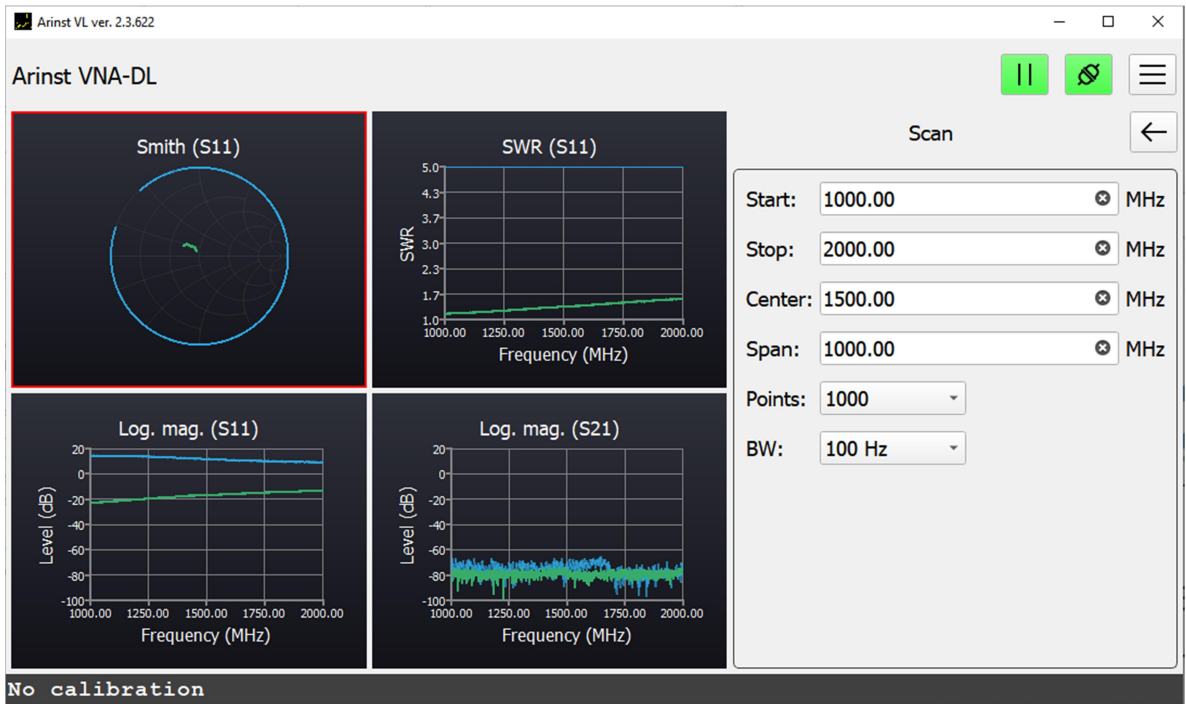 Arinst VL ver. 2.3.622
Arinst VNA-DL
Smith (S11)
SWR (S11)
5.0
4.3
3.7
3.0
2.3
1.7
1.0
SWR
1000.00 1250.00 1500.00 1750.00 2000.00
Frequency (MHz)
Log. mag. (S11)
20
0
-20
-40
-60
-80
-100
Level (dB)
1000.00 1250.00 1500.00 1750.00 2000.00
Frequency (MHz)
Log. mag. (S21)
20
0
-20
-40
-60
-80
-100
Level (dB)
1000.00 1250.00 1500.00 1750.00 2000.00
Frequency (MHz)
Scan
Start: 1000.00 MHz
Stop: 2000.00 MHz
Center: 1500.00 MHz
Span: 1000.00 MHz
Points: 1000
BW: 100 Hz
No calibration